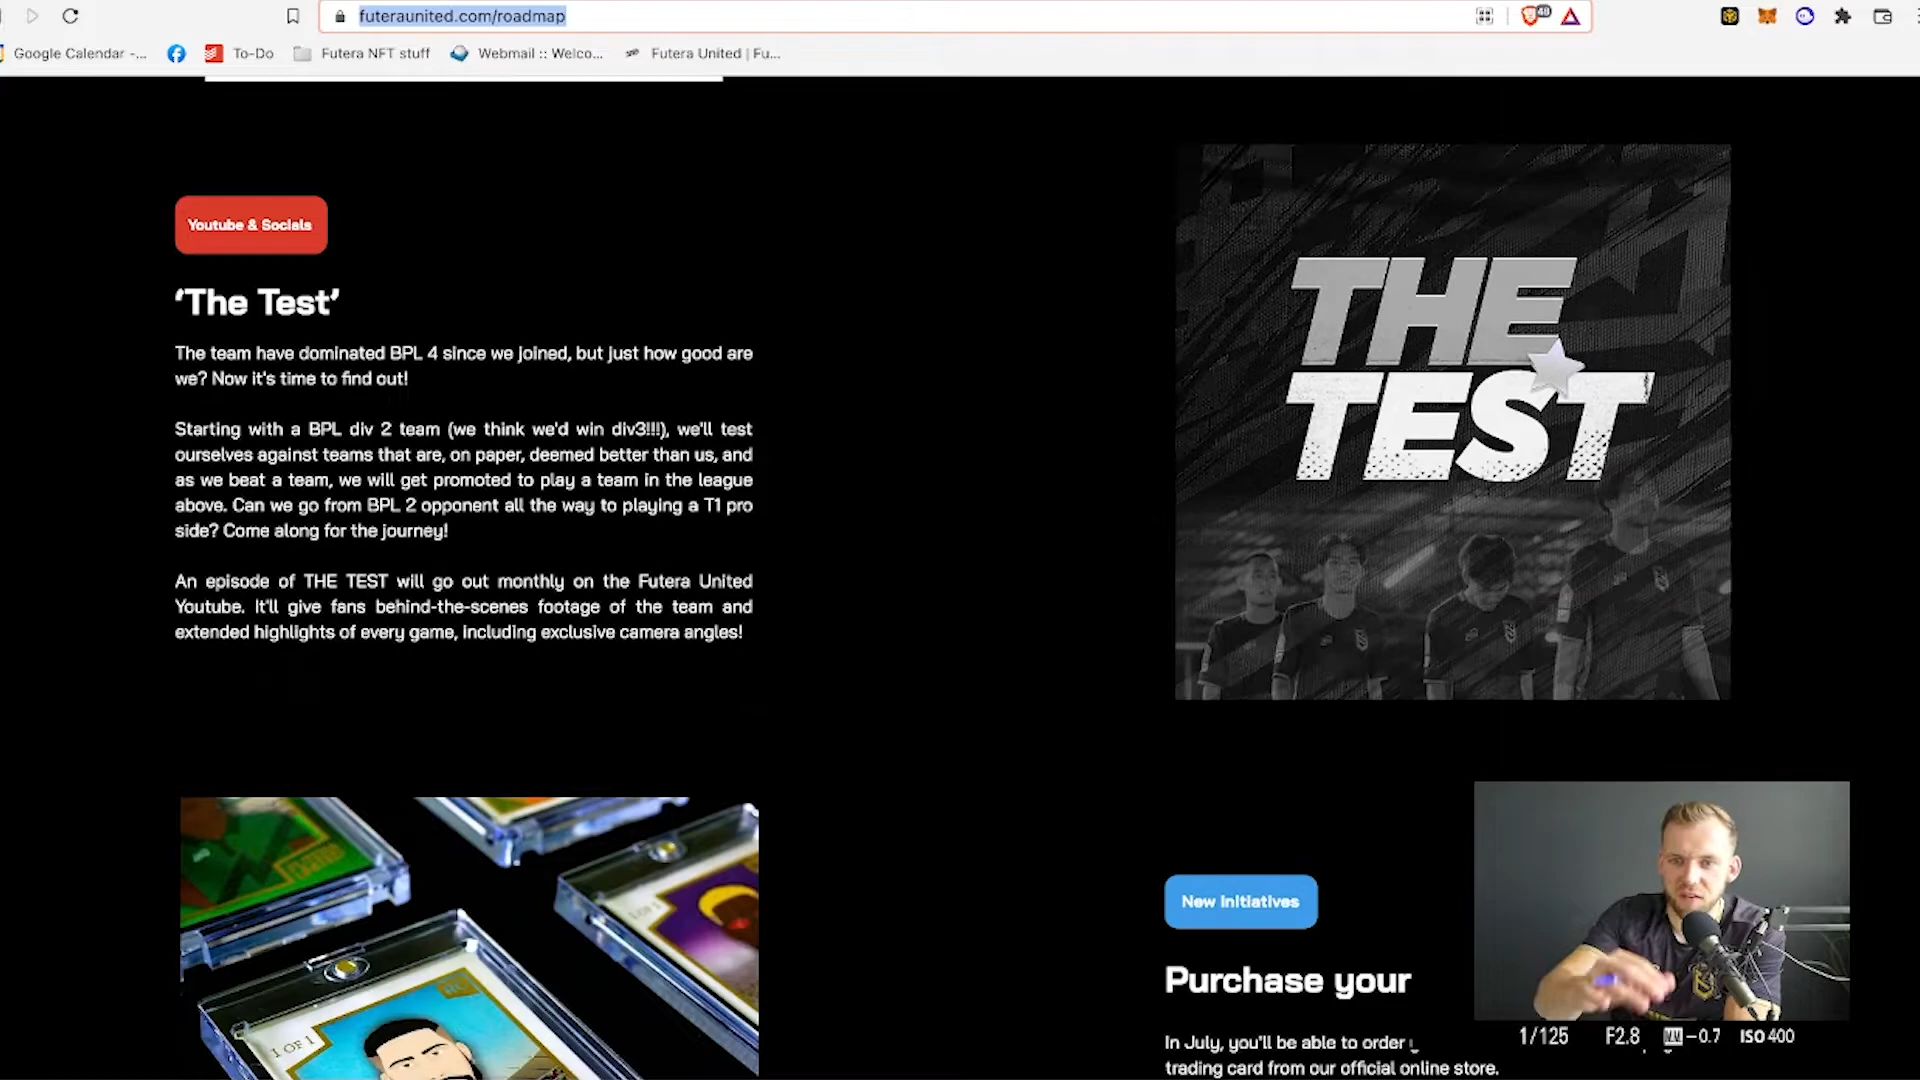 futeraunited.com/roadmap
48
Google Calendar -...
To-Do
Futera NFT stuff
Webmail :: Welco...
Futera United | Fu...
Youtube & Socials
‘The Test’
The team have dominated BPL 4 since we joined, but just how good are
we? Now it's time to find out!
Starting with a BPL div 2 team (we think we'd win div3!!!), we'll test
ourselves against teams that are, on paper, deemed better than us, and
as we beat a team, we will get promoted to play a team in the league
above. Can we go from BPL 2 opponent all the way to playing a T1 pro
side? Come along for the journey!
An episode of THE TEST will go out monthly on the Futera United
Youtube. It'll give fans behind-the-scenes footage of the team and
extended highlights of every game, including exclusive camera angles!
THE
TEST
1 OF 1
1 OF 1
New Initiatives
Purchase your
In July, you'll be able to order
trading card from our official online store.
1/125 F2.8 -0.7 ISO 400